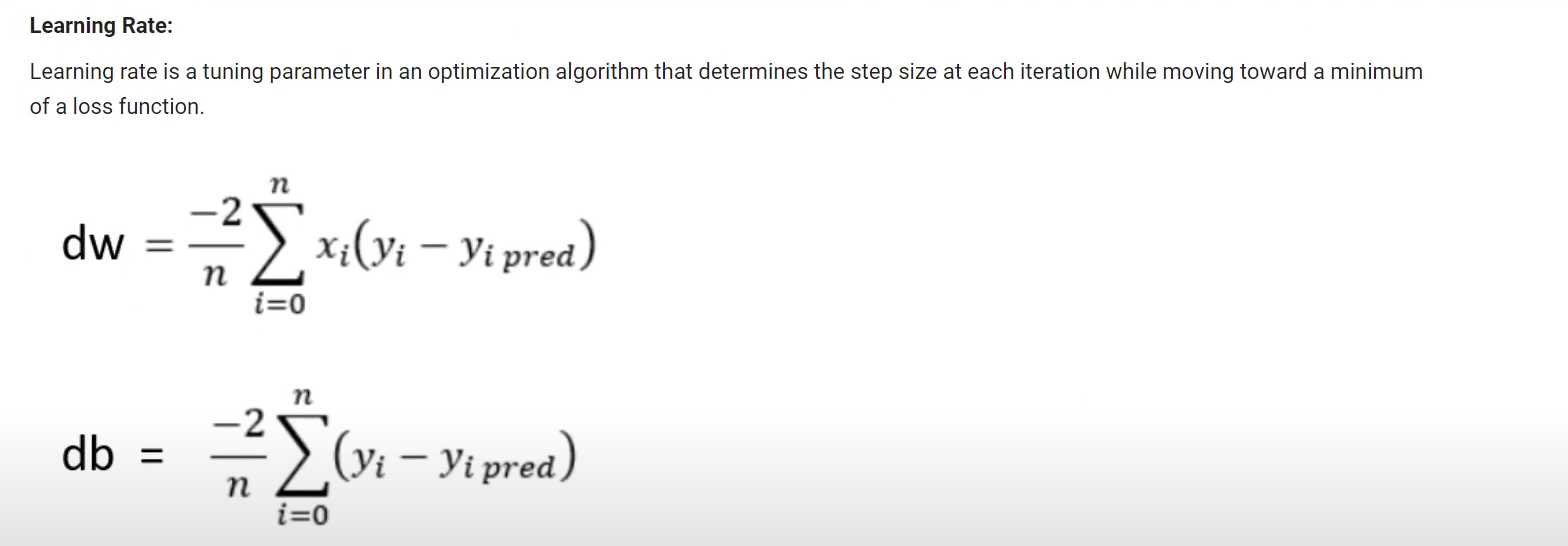 Learning Rate:
Learning rate is a tuning parameter in an optimization algorithm that determines the step size at each iteration while moving toward a minimum
of a loss function.
dw = \frac{-2}{n} \sum_{i=0}^{n} x_i(y_i − y_{i pred})
db = \frac{-2}{n} \sum_{i=0}^{n} (y_i − y_{i pred})